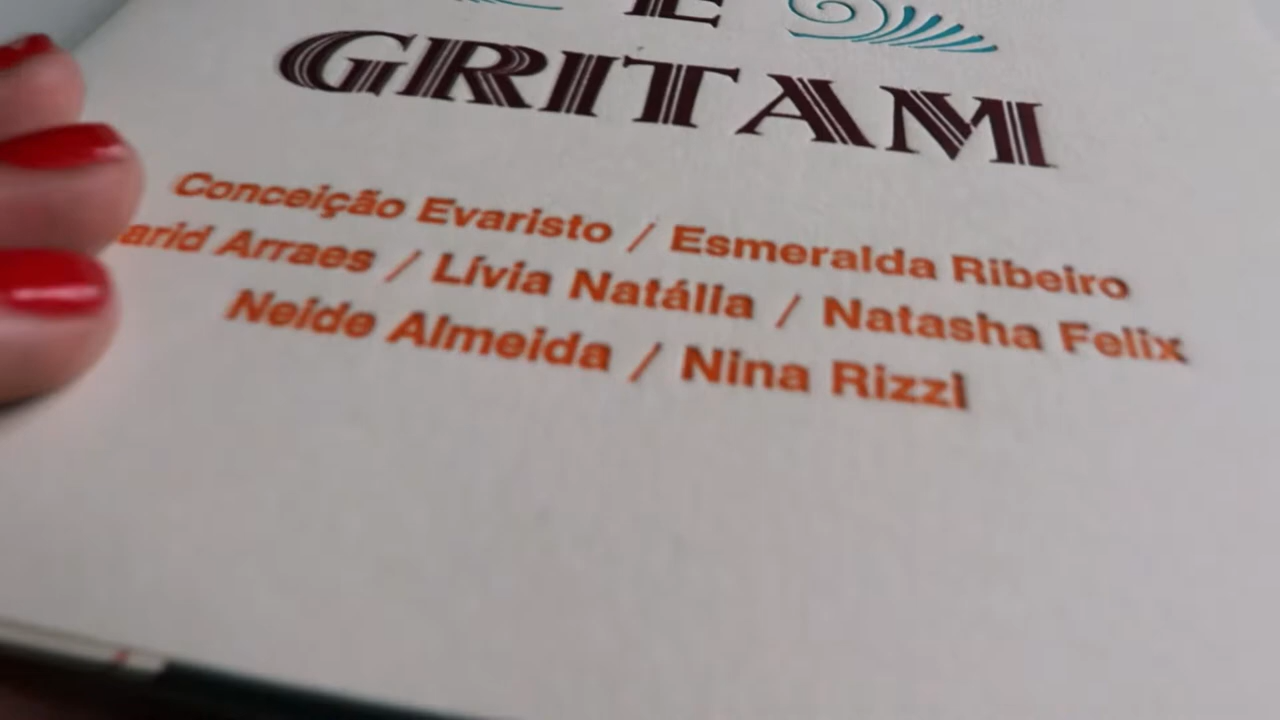 E
GRITAM
Conceição Evaristo / Esmeralda Ribeiro
arid Arraes / Lívia Natália / Natasha Felix
Neide Almeida / Nina Rizzi